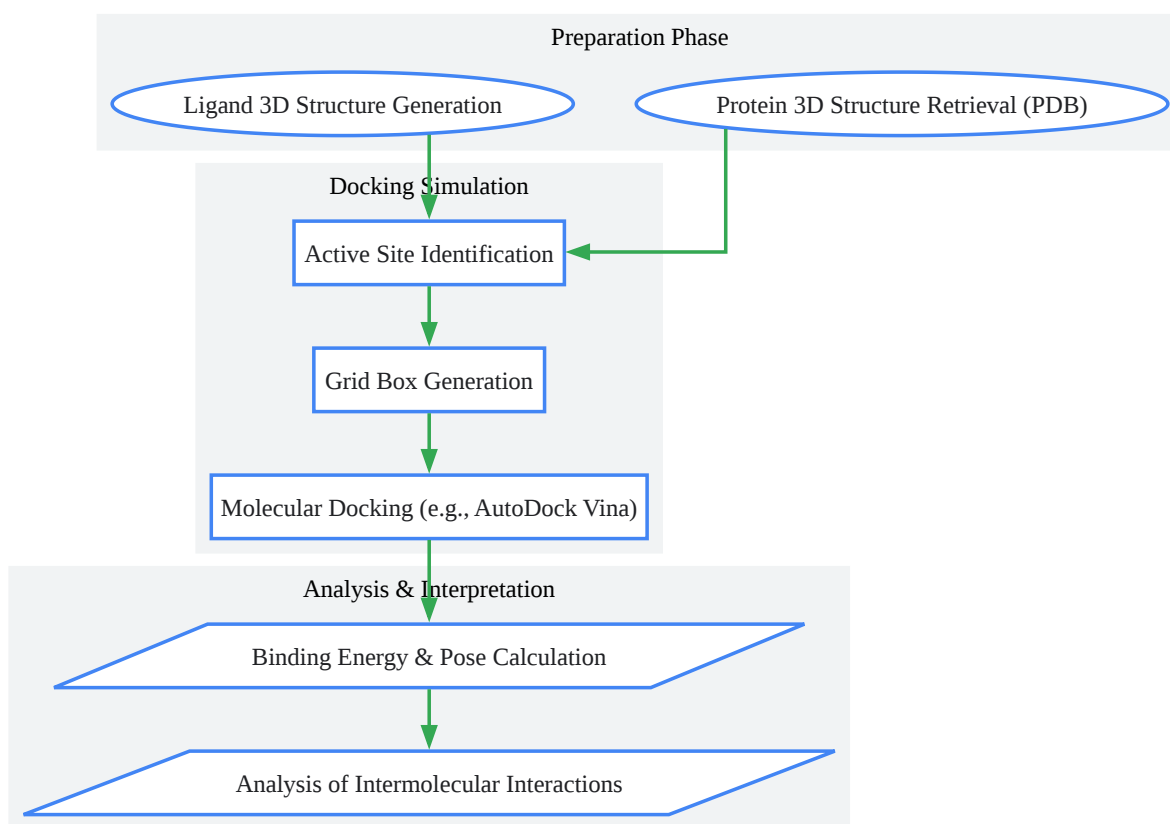 Preparation Phase
Ligand 3D Structure Generation
Protein 3D Structure Retrieval (PDB)
Docking Simulation
Active Site Identification
Grid Box Generation
Molecular Docking (e.g., AutoDock Vina)
Analysis & Interpretation
Binding Energy & Pose Calculation
Analysis of Intermolecular Interactions